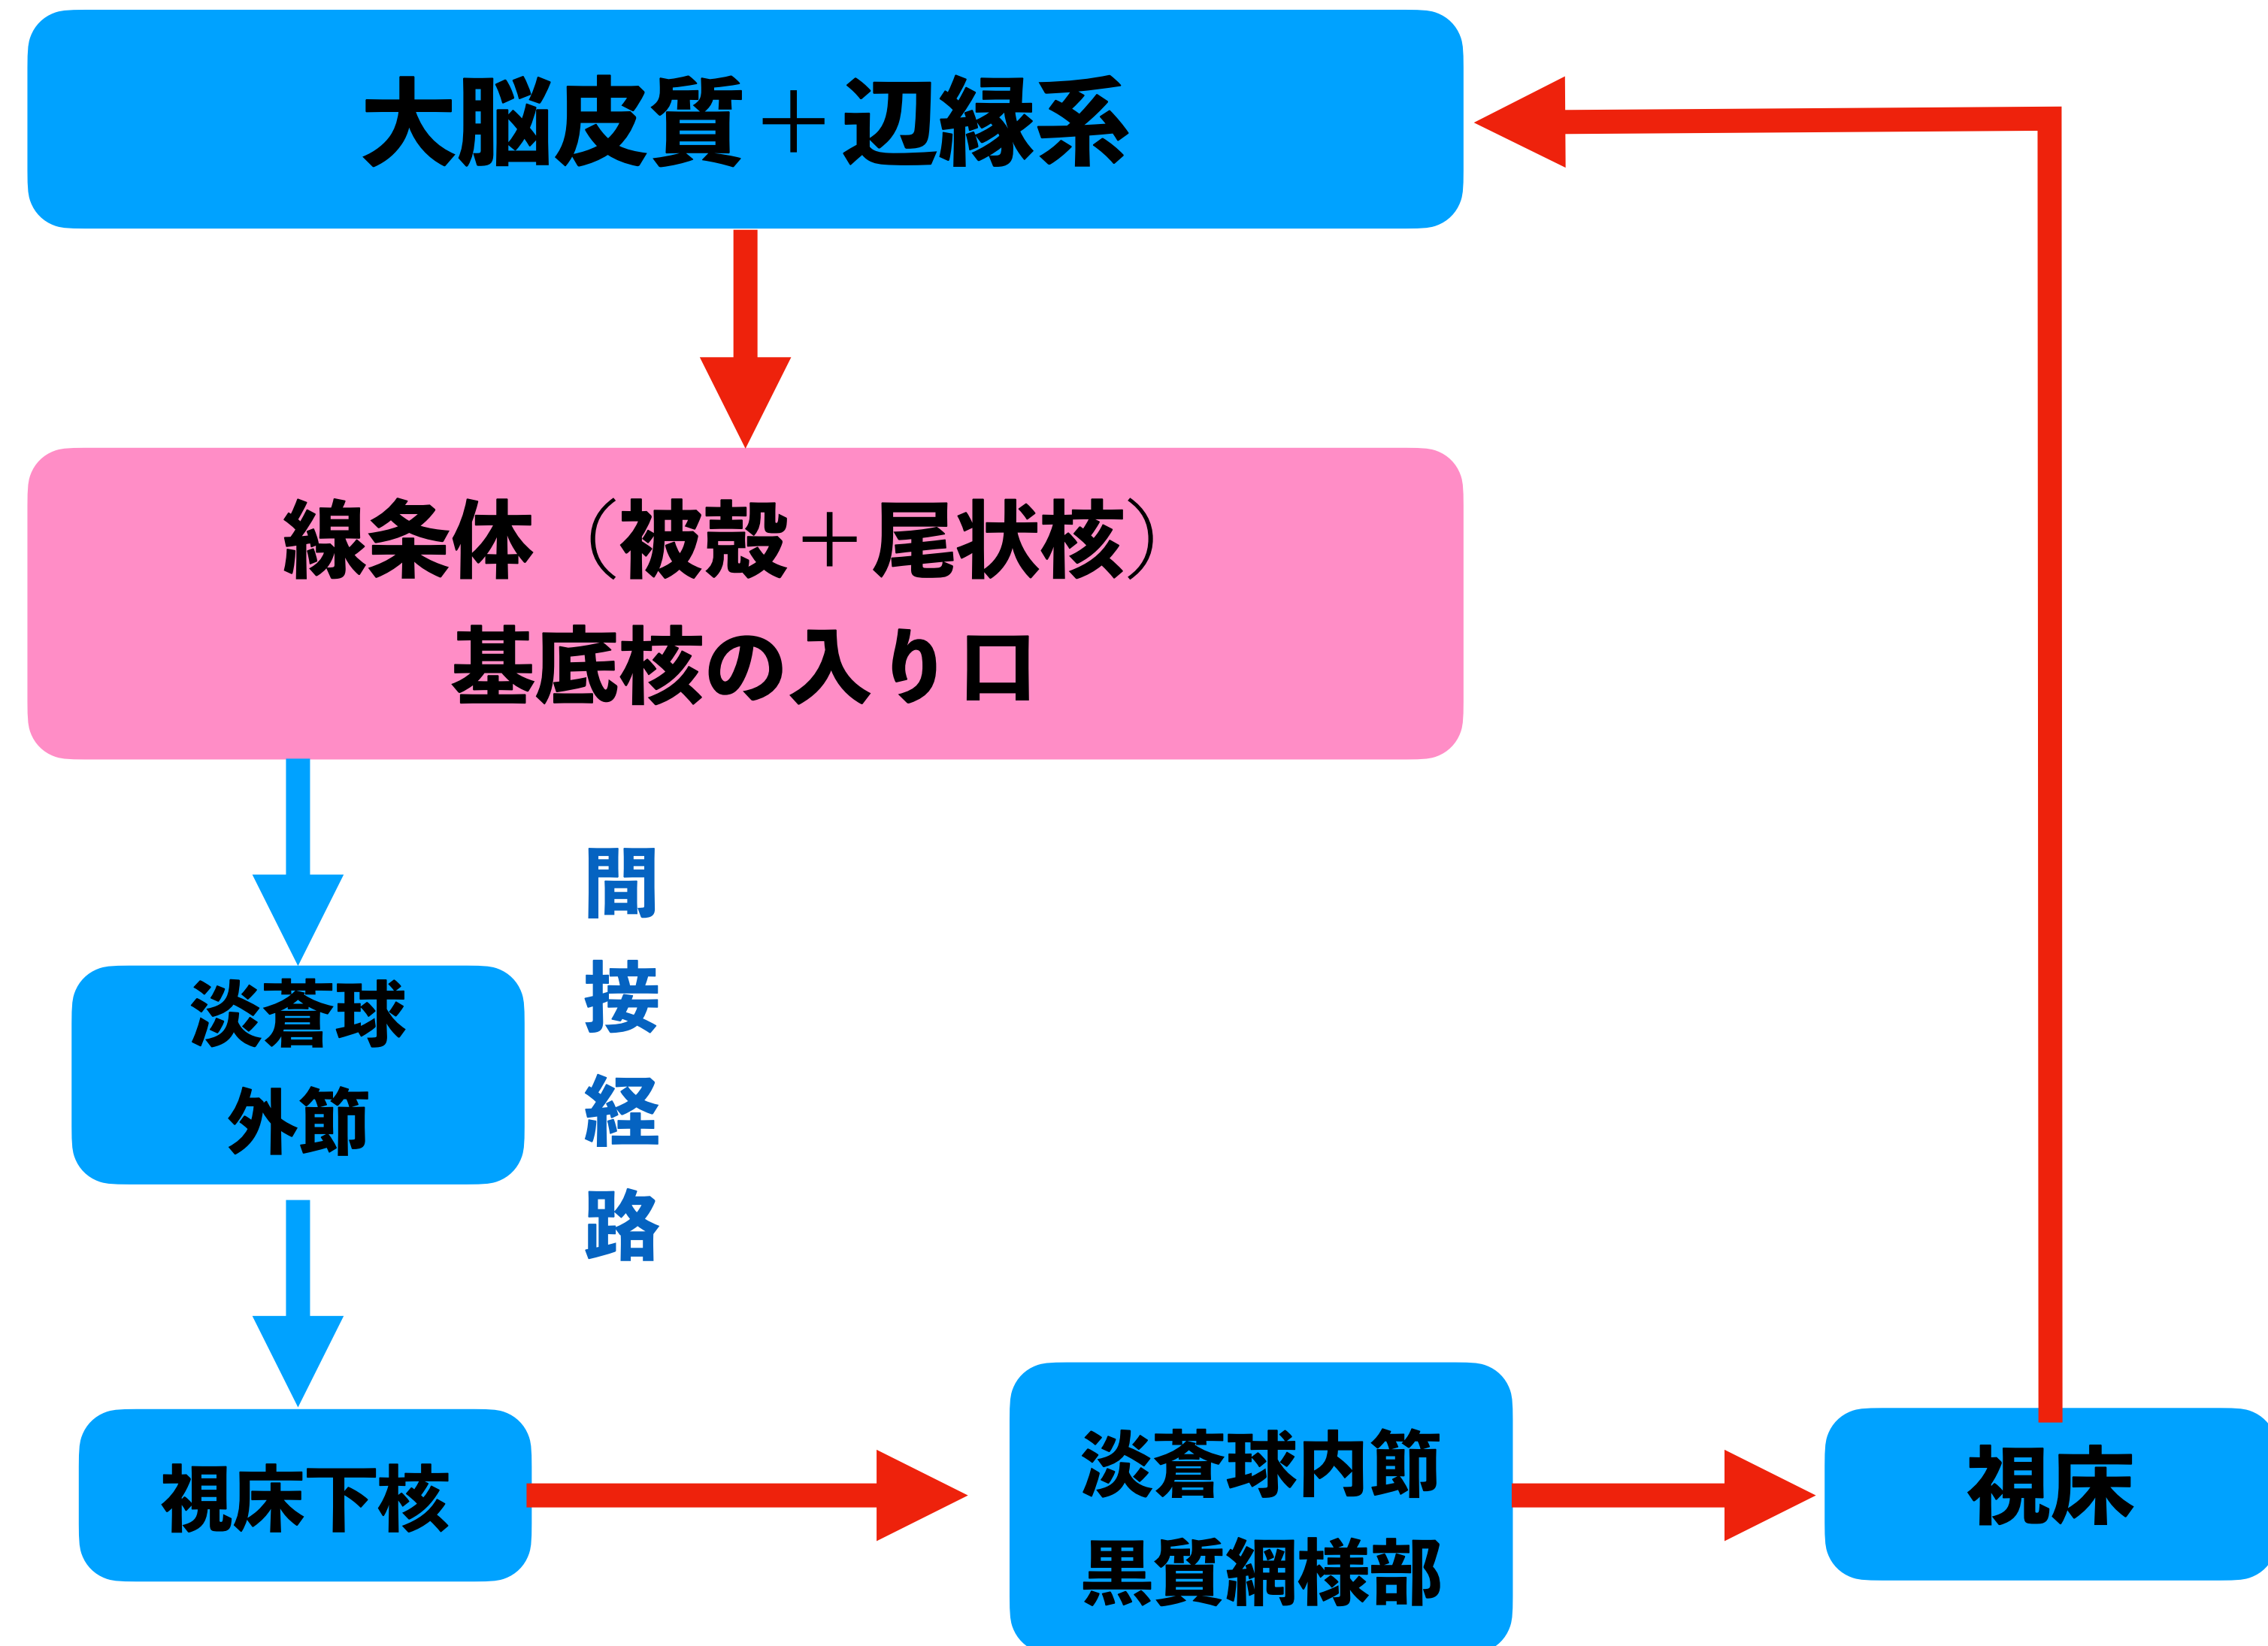 大脳皮質＋辺縁系
線条体（被殻＋尾状核）
基底核の入り口
間
接
経
路
淡蒼球
外節
視床下核
淡蒼球内節
黒質網様部
視床